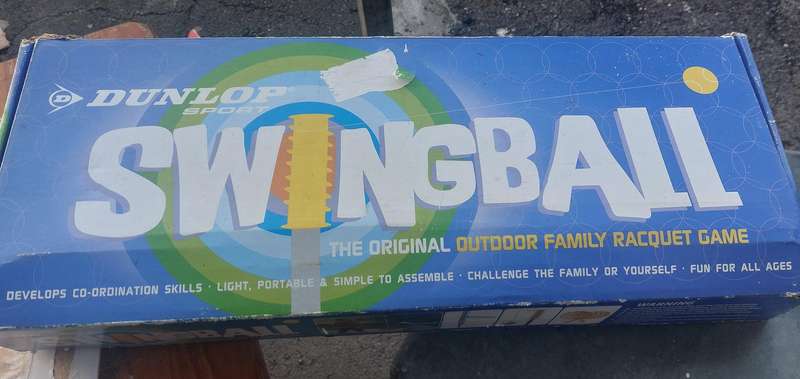 DUNLOP
SPORT
SWINGBALL
THE ORIGINAL OUTDOOR FAMILY RACQUET GAME
DEVELOPS CO-ORDINATION SKILLS · LIGHT, PORTABLE & SIMPLE TO ASSEMBLE · CHALLENGE THE FAMILY OR YOURSELF · FUN FOR ALL AGES
SWINGBALL
WARNING